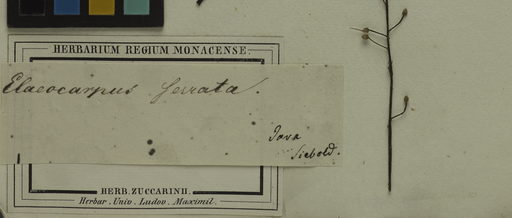 HERBARIUM REGIUM MONACENSE.
Elaeocarpus serrata.
Java
Siebold.
HERB. ZUCCARINII.
Herbar. Univ. Ludov. Maximil.